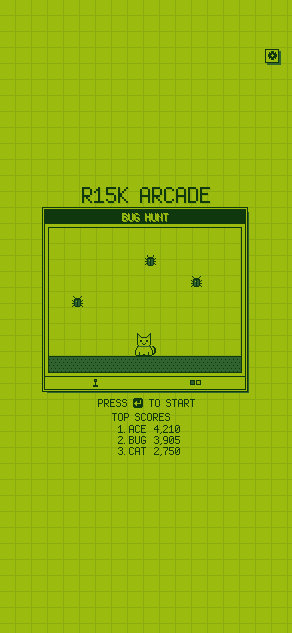 R15K ARCADE
BUG HUNT
PRESS TO START
TOP SCORES
1. ACE 4,210
2. BUG 3,905
3. CAT 2,750